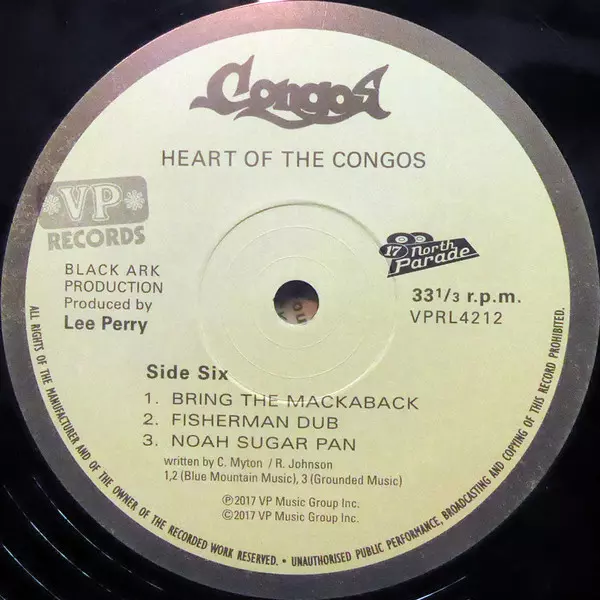 Congos
HEART OF THE CONGOS
VP
RECORDS
17 North
Parade
BLACK ARK
PRODUCTION
Produced by
Lee Perry
33 1/3 r.p.m.
VPRL4212
Side Six
1. BRING THE MACKABACK
2. FISHERMAN DUB
3. NOAH SUGAR PAN
written by C. Myton / R. Johnson
1,2 (Blue Mountain Music), 3 (Grounded Music)
℗2017 VP Music Group Inc.
©2017 VP Music Group Inc.
ALL RIGHTS OF THE MANUFACTURER AND OF THE OWNER OF THE RECORDED WORK RESERVED. • UNAUTHORISED PUBLIC PERFORMANCE, BROADCASTING AND COPYING OF THIS RECORD PROHIBITED.